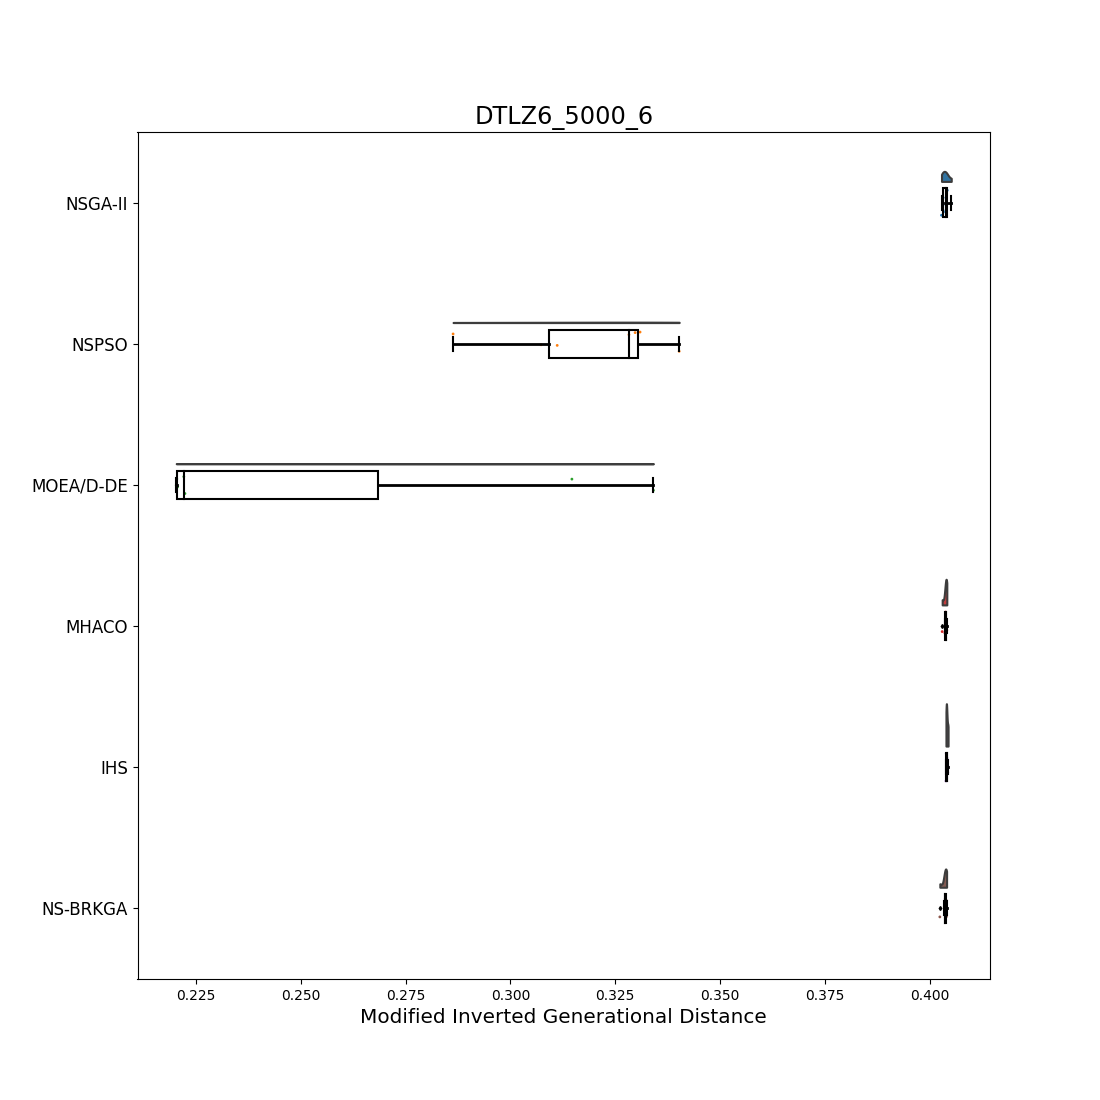 DTLZ6_5000_6
NSGA-II
NSPSO
MOEA/D-DE
MHACO
IHS
NS-BRKGA
0.225 0.250 0.275 0.300 0.325 0.350 0.375 0.400
Modified Inverted Generational Distance